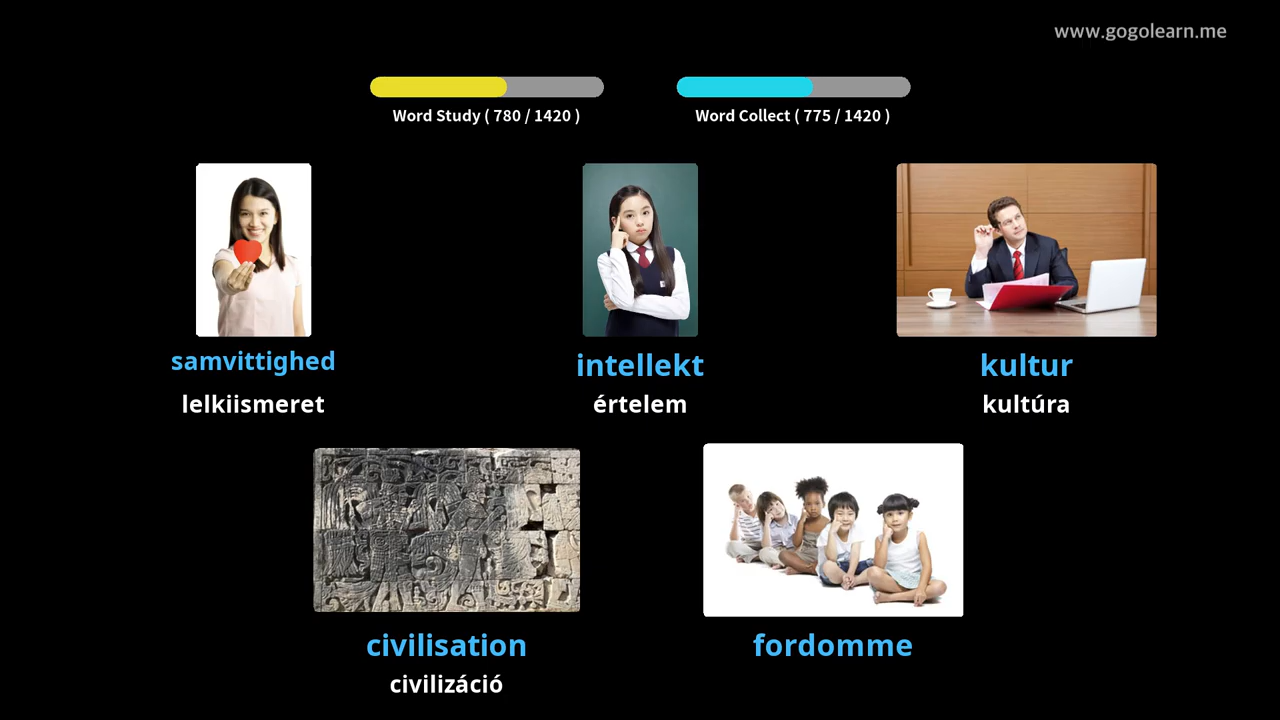 www.gogolearn.me
Word Study ( 780 / 1420 )
Word Collect ( 775 / 1420 )
samvittighed
lelkiismeret
intellekt
értelem
kultur
kultúra
civilisation
civilizáció
fordomme